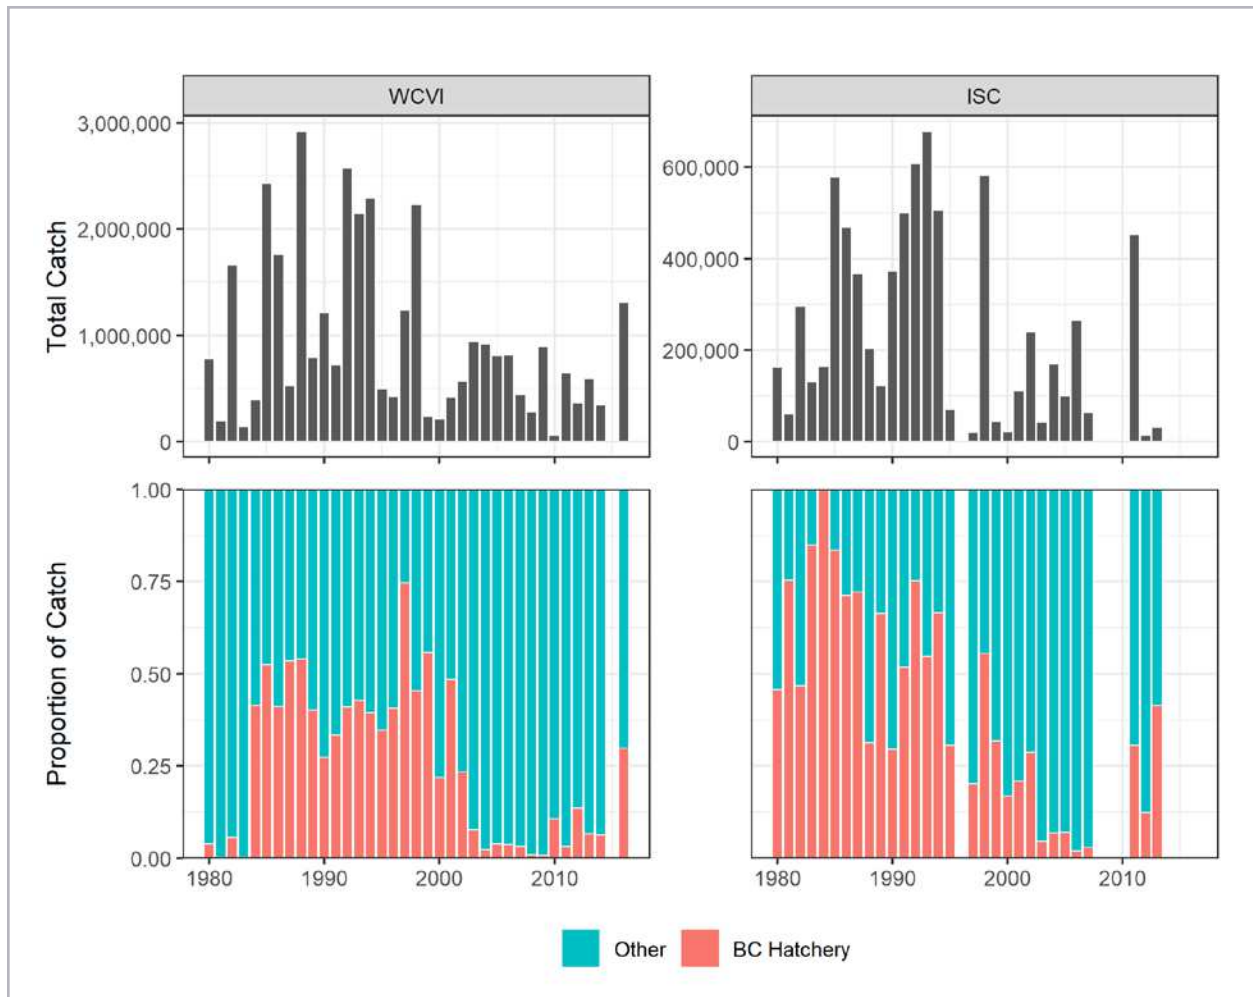 WCVI
ISC
Total Catch
3,000,000
2,000,000
1,000,000
0
600,000
400,000
200,000
0
Proportion of Catch
1.00
0.75
0.50
0.25
0.00
1980 1990 2000 2010
1980 1990 2000 2010
Other BC Hatchery